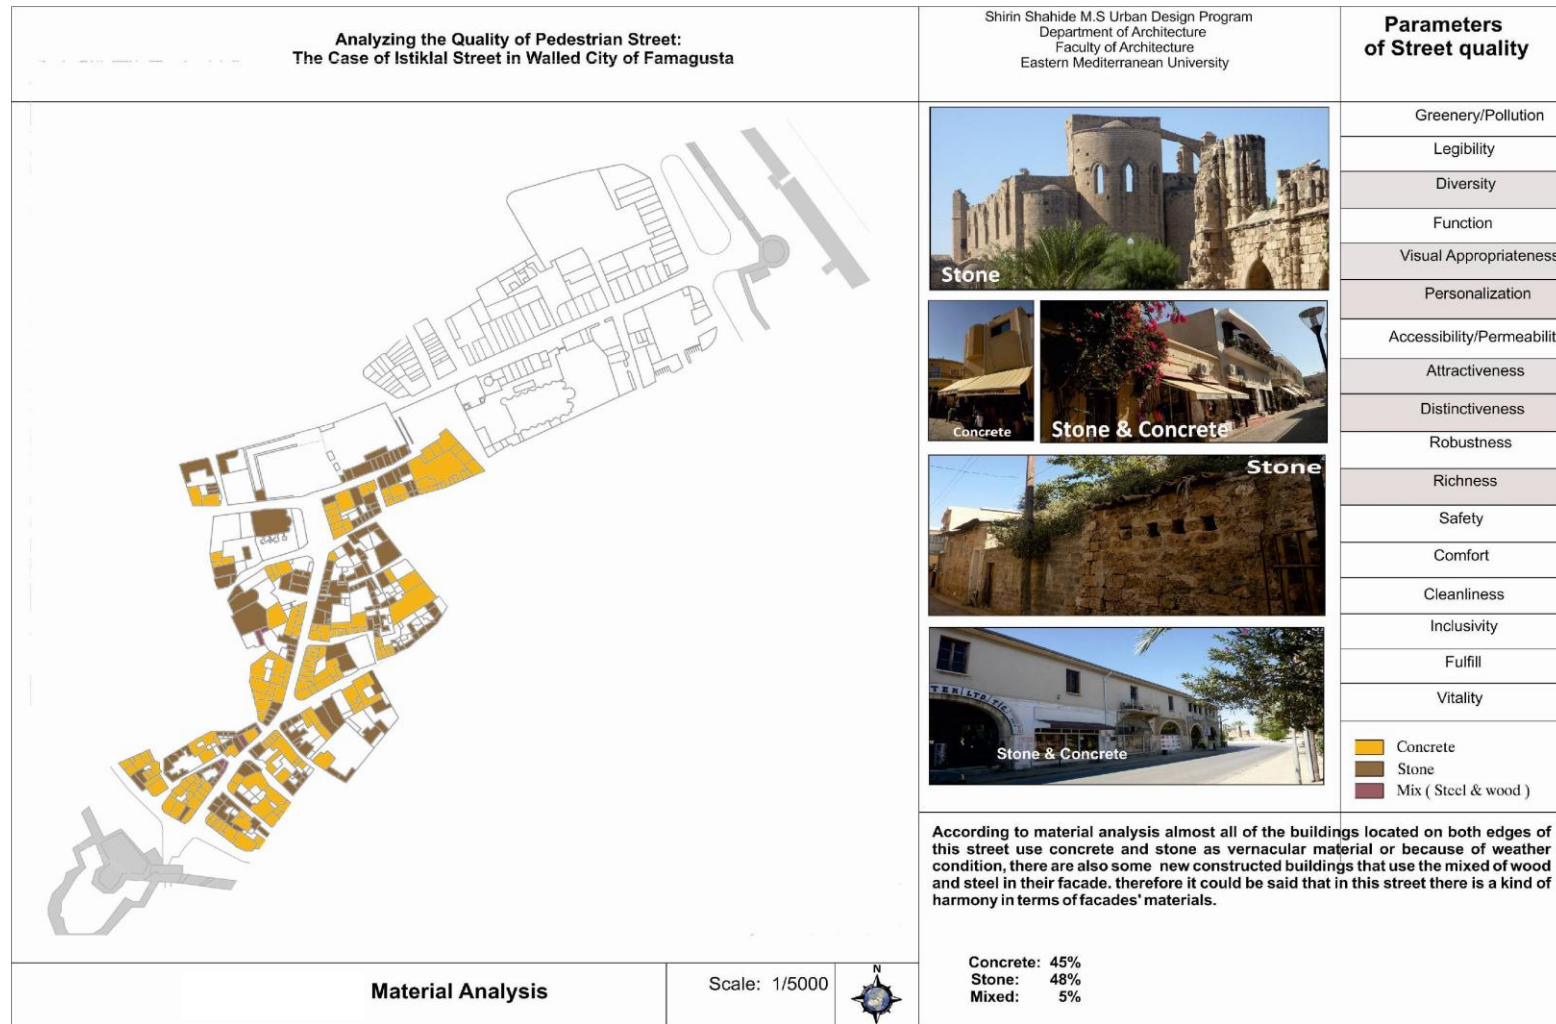 Analyzing the Quality of Pedestrian Street:
The Case of Istiklal Street in Walled City of Famagusta
Shirin Shahide M.S Urban Design Program
Department of Architecture
Faculty of Architecture
Eastern Mediterranean University
Parameters
of Street quality
Greenery/Pollution
Legibility
Diversity
Function
Visual Appropriateness
Personalization
Accessibility/Permeabilit
Attractiveness
Distinctiveness
Robustness
Richness
Safety
Comfort
Cleanliness
Inclusivity
Fulfill
Vitality
Stone
Concrete
Stone & Concrete
Stone
Stone & Concrete
Concrete
Stone
Mix ( Steel & wood )
According to material analysis almost all of the buildings located on both edges of
this street use concrete and stone as vernacular material or because of weather
condition, there are also some new constructed buildings that use the mixed of wood
and steel in their facade. therefore it could be said that in this street there is a kind of
harmony in terms of facades' materials.
Concrete: 45%
Stone: 48%
Mixed: 5%
Material Analysis
Scale: 1/5000
N